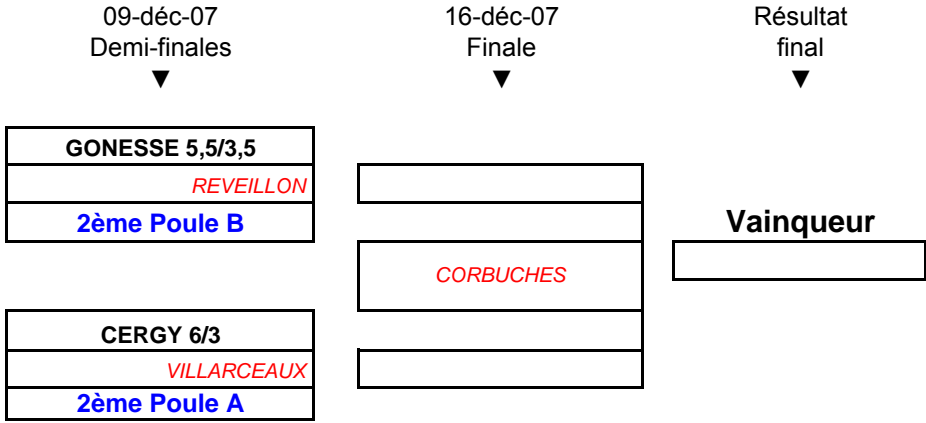 09-déc-07
Demi-finales
▼
16-déc-07
Finale
▼
Résultat
final
▼
GONESSE 5,5/3,5
REVEILLON
2ème Poule B
CERGY 6/3
VILLARCEAUX
2ème Poule A
CORBUCHES
Vainqueur